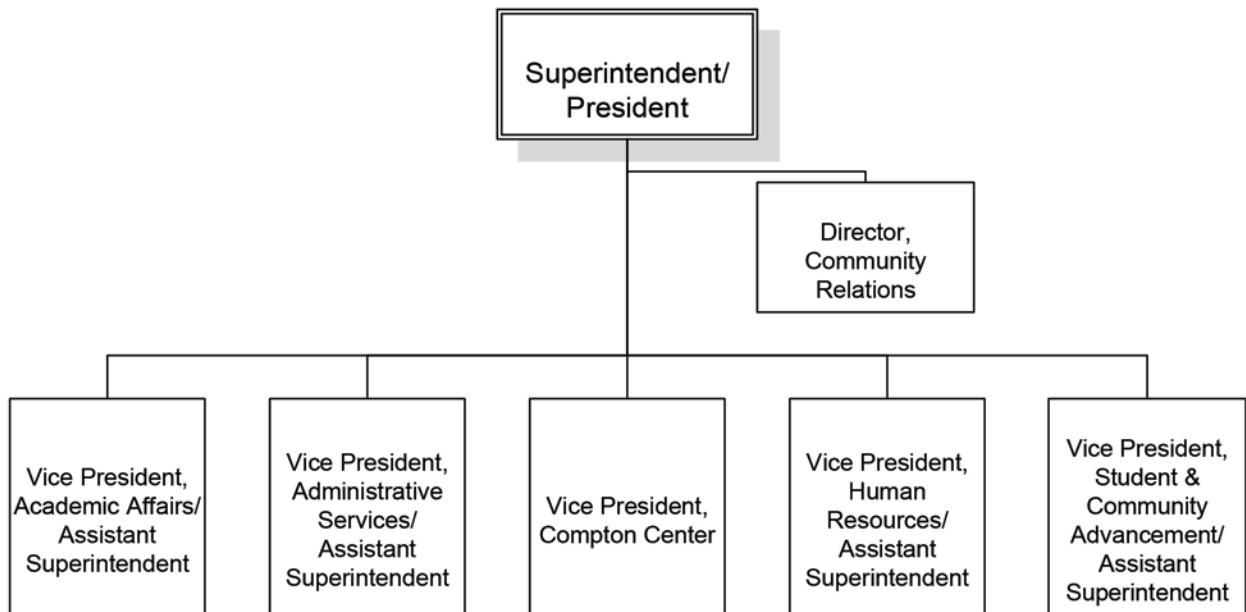 Superintendent/
President
Director,
Community
Relations
Vice President,
Academic Affairs/
Assistant
Superintendent
Vice President,
Administrative
Services/
Assistant
Superintendent
Vice President,
Compton Center
Vice President,
Human
Resources/
Assistant
Superintendent
Vice President,
Student &
Community
Advancement/
Assistant
Superintendent